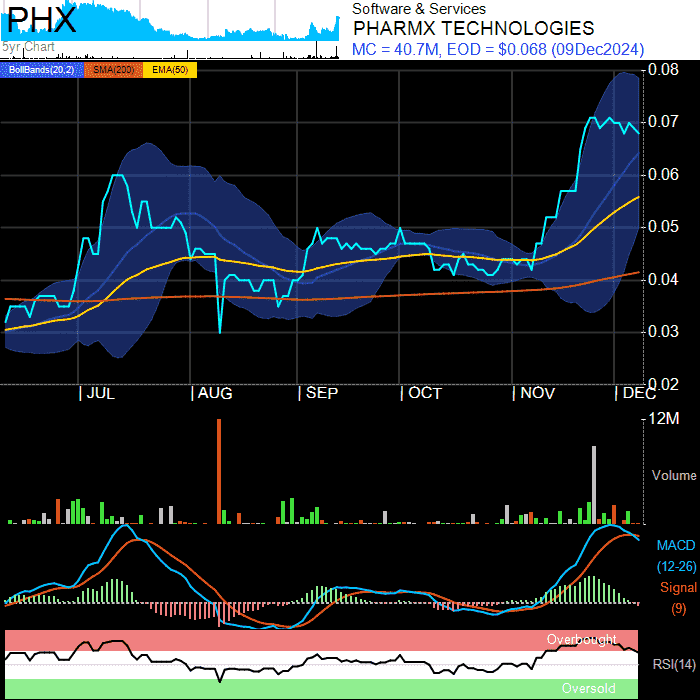 PHX
5yr Chart
Software & Services
PHARMX TECHNOLOGIES
MC = 40.7M, EOD = $0.068 (09Dec2024)
BollBands(20,2) SMA(200) EMA(50)
0.08
0.07
0.06
0.05
0.04
0.03
0.02
JUL AUG SEP OCT NOV DEC
12M
Volume
MACD
(12-26)
Signal
(9)
Overbought
RSI(14)
Oversold